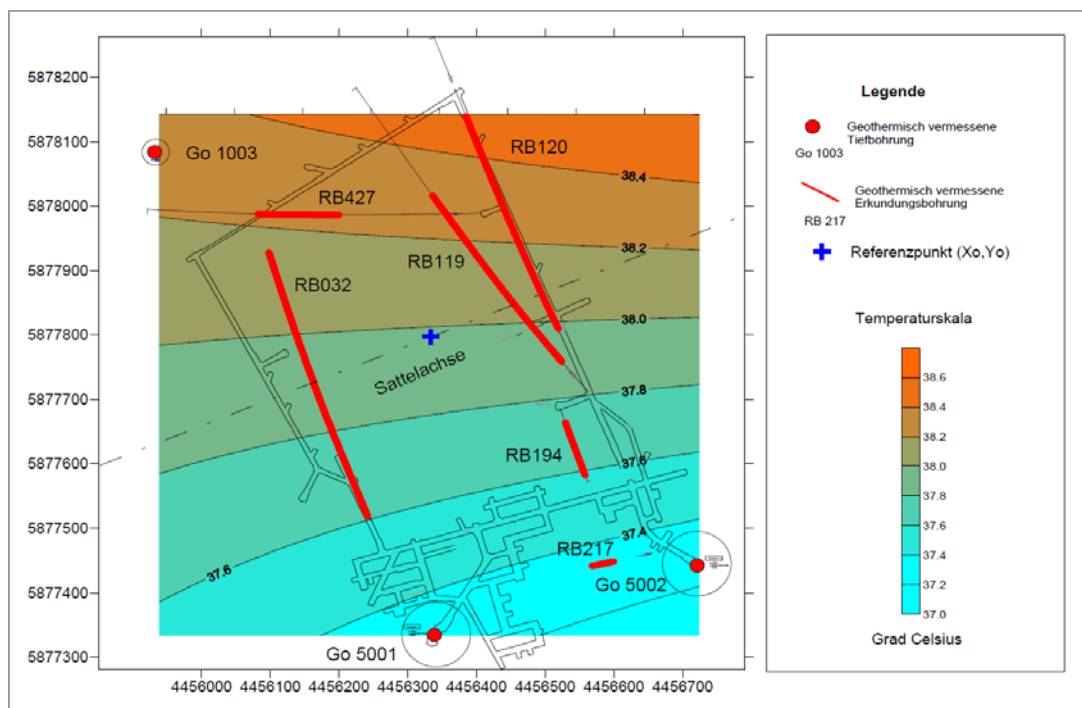 5878200
5878100
5878000
5877900
5877800
5877700
5877600
5877500
5877400
5877300
4456000 4456100 4456200 4456300 4456400 4456500 4456600 4456700
Go 1003
RB120
38.4
RB427
38.2
RB119
RB032
38.0
Sattelachse
37.8
RB194
37.6
37.4
RB217
37.6
Go 5002
Go 5001
Legende
Geothermisch vermessene
Tiefbohrung
Go 1003
Geothermisch vermessene
Erkundungsbohrung
RB 217
Referenzpunkt (Xo,Yo)
Temperaturskala
38.6
38.4
38.2
38.0
37.8
37.6
37.4
37.2
37.0
Grad Celsius